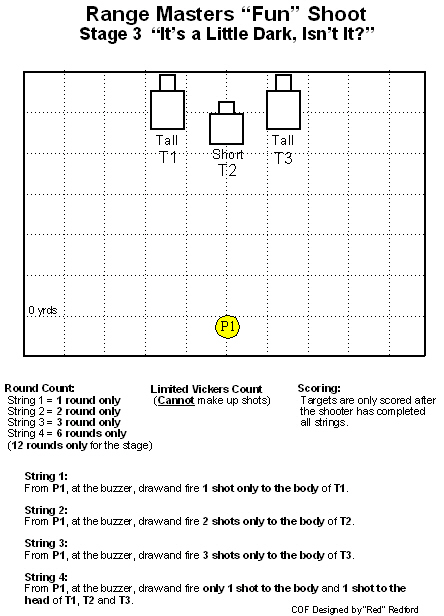 Range Masters “Fun” Shoot
Stage 3 “It's a Little Dark, Isn't It?”
Tall
T1
Short
T2
Tall
T3
0 yrds
P1
Round Count:
String 1 = 1 round only
String 2 = 2 round only
String 3 = 3 round only
String 4 = 6 rounds only
(12 rounds only for the stage)
Limited Vickers Count
(Cannot make up shots)
Scoring:
Targets are only scored after
the shooter has completed
all strings.
String 1:
From P1, at the buzzer, drawand fire 1 shot only to the body of T1.
String 2:
From P1, at the buzzer, drawand fire 2 shots only to the body of T2.
String 3:
From P1, at the buzzer, drawand fire 3 shots only to the body of T3.
String 4:
From P1, at the buzzer, drawand fire only 1 shot to the body and 1 shot to the
head of T1, T2 and T3.
COF Designed by"Red" Redford